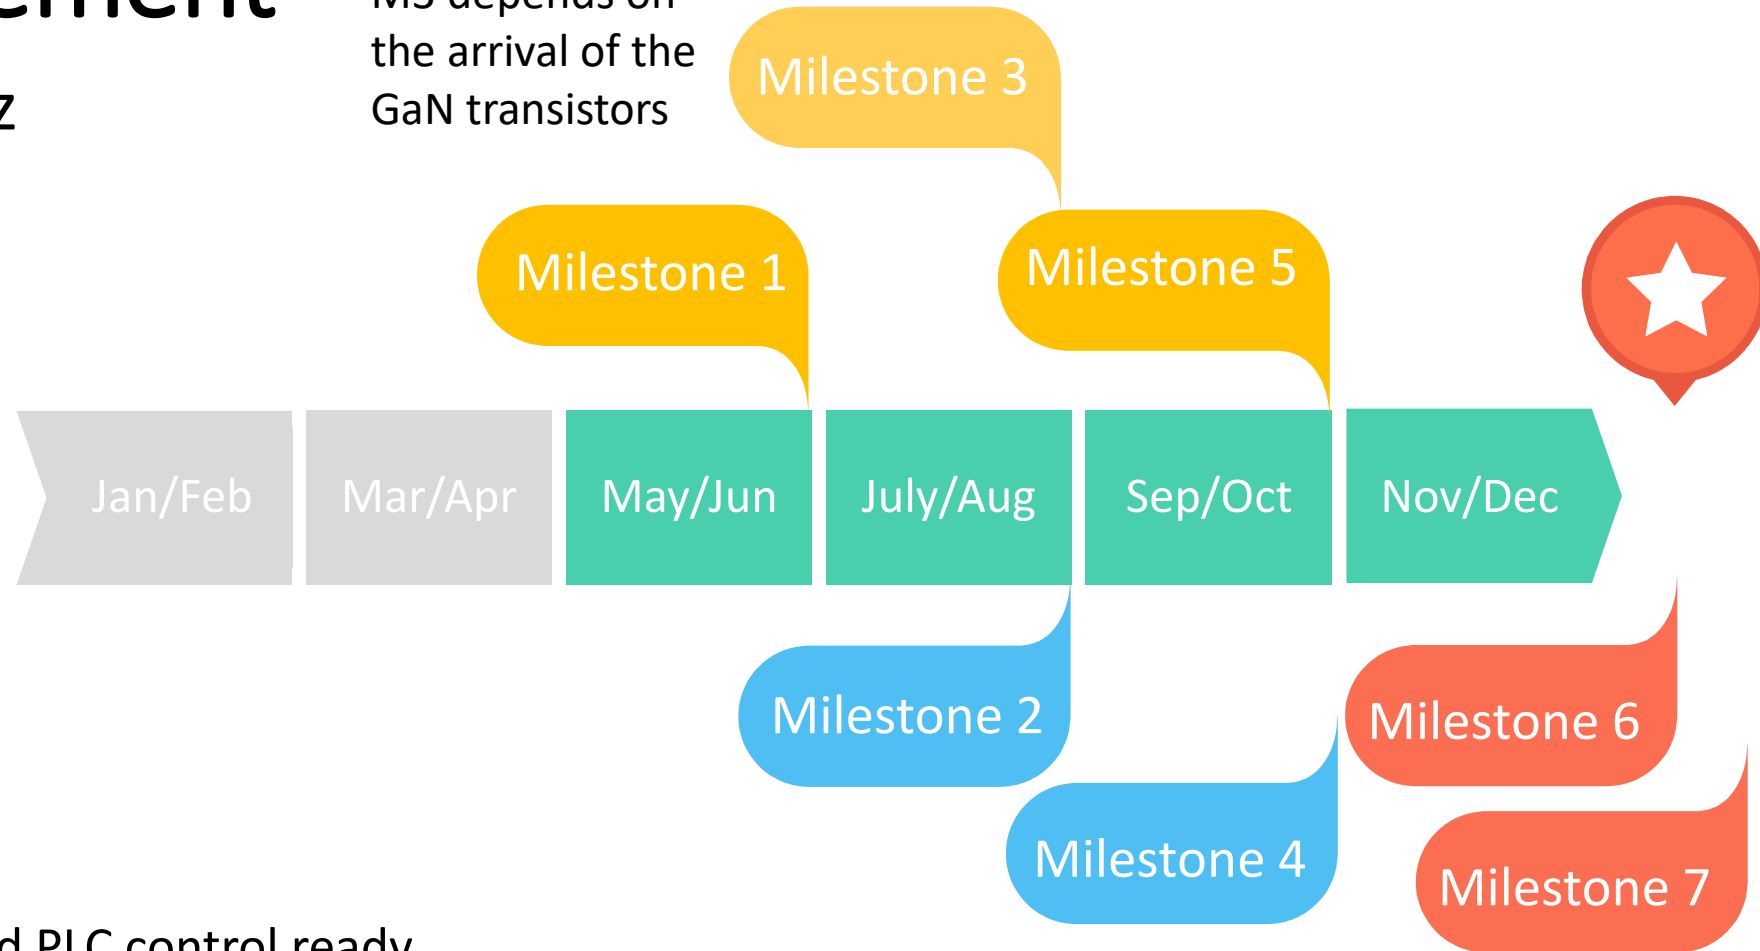 the arrival of the
GaN transistors
Milestone 3
Milestone 1
Milestone 5
Jan/Feb
Mar/Apr
May/Jun
July/Aug
Sep/Oct
Nov/Dec
Milestone 2
Milestone 6
Milestone 4
Milestone 7
PLC control ready